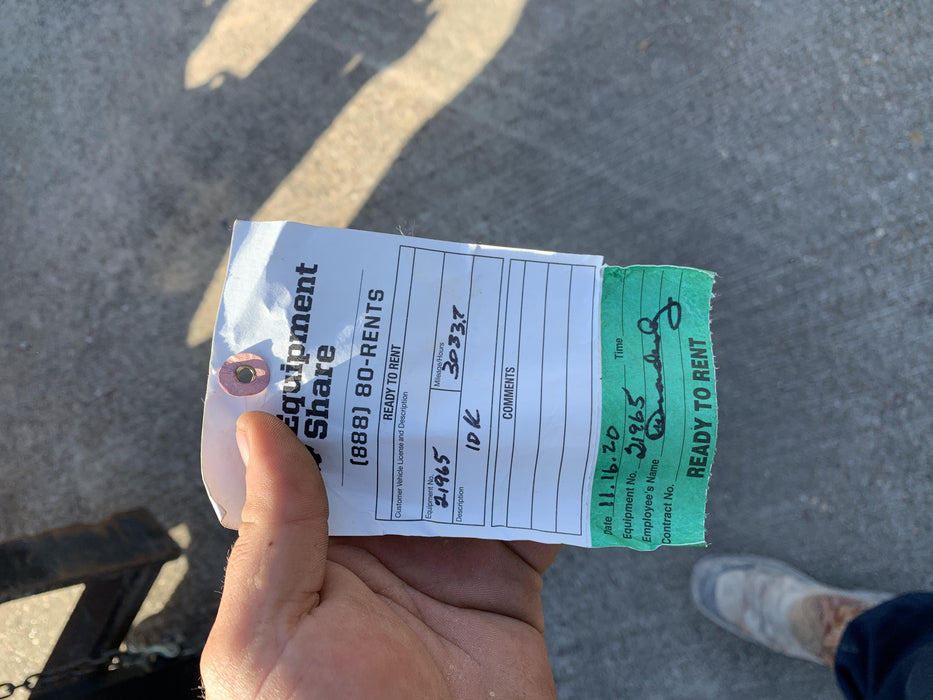 Equipment
Share
(888) 80-RENTS
READY TO RENT
Customer Vehicle License and Description
Equipment No. Mileage/Hours
21965 3033.7
Description
10K
COMMENTS
Date 11.16.20 Time
Equipment No. 21965
Employee's Name
Contract No.
READY TO RENT